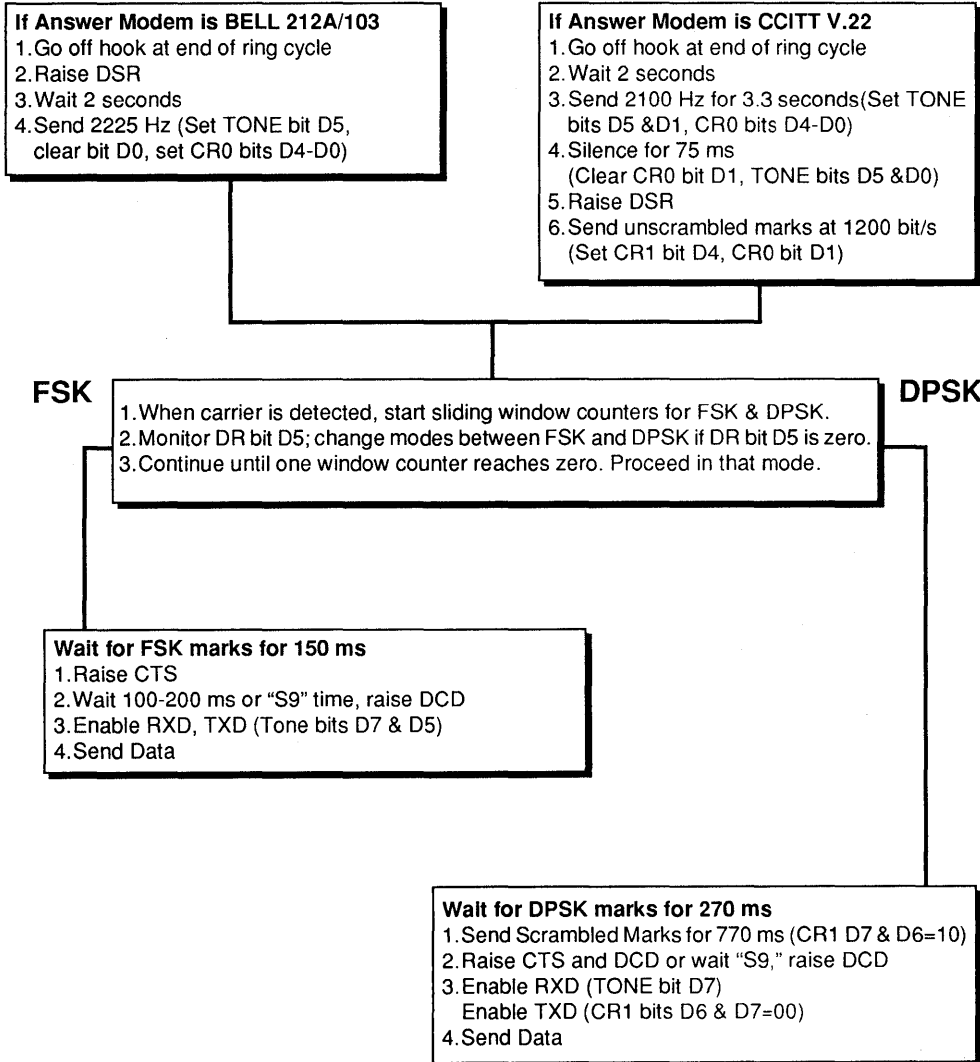 If Answer Modem is BELL 212A/103
1.Go off hook at end of ring cycle
2.Raise DSR
3.Wait 2 seconds
4.Send 2225 Hz (Set TONE bit D5,
clear bit D0, set CR0 bits D4-D0)
If Answer Modem is CCITT V.22
1.Go off hook at end of ring cycle
2.Wait 2 seconds
3.Send 2100 Hz for 3.3 seconds(Set TONE
bits D5 &D1, CR0 bits D4-D0)
4.Silence for 75 ms
(Clear CR0 bit D1, TONE bits D5 &D0)
5.Raise DSR
6.Send unscrambled marks at 1200 bit/s
(Set CR1 bit D4, CR0 bit D1)
FSK
DPSK
1.When carrier is detected, start sliding window counters for FSK & DPSK.
2.Monitor DR bit D5; change modes between FSK and DPSK if DR bit D5 is zero.
3.Continue until one window counter reaches zero. Proceed in that mode.
Wait for FSK marks for 150 ms
1.Raise CTS
2.Wait 100-200 ms or “S9” time, raise DCD
3.Enable RXD, TXD (Tone bits D7 & D5)
4.Send Data
Wait for DPSK marks for 270 ms
1.Send Scrambled Marks for 770 ms (CR1 D7 & D6=10)
2.Raise CTS and DCD or wait “S9,” raise DCD
3.Enable RXD (TONE bit D7)
Enable TXD (CR1 bits D6 & D7=00)
4.Send Data